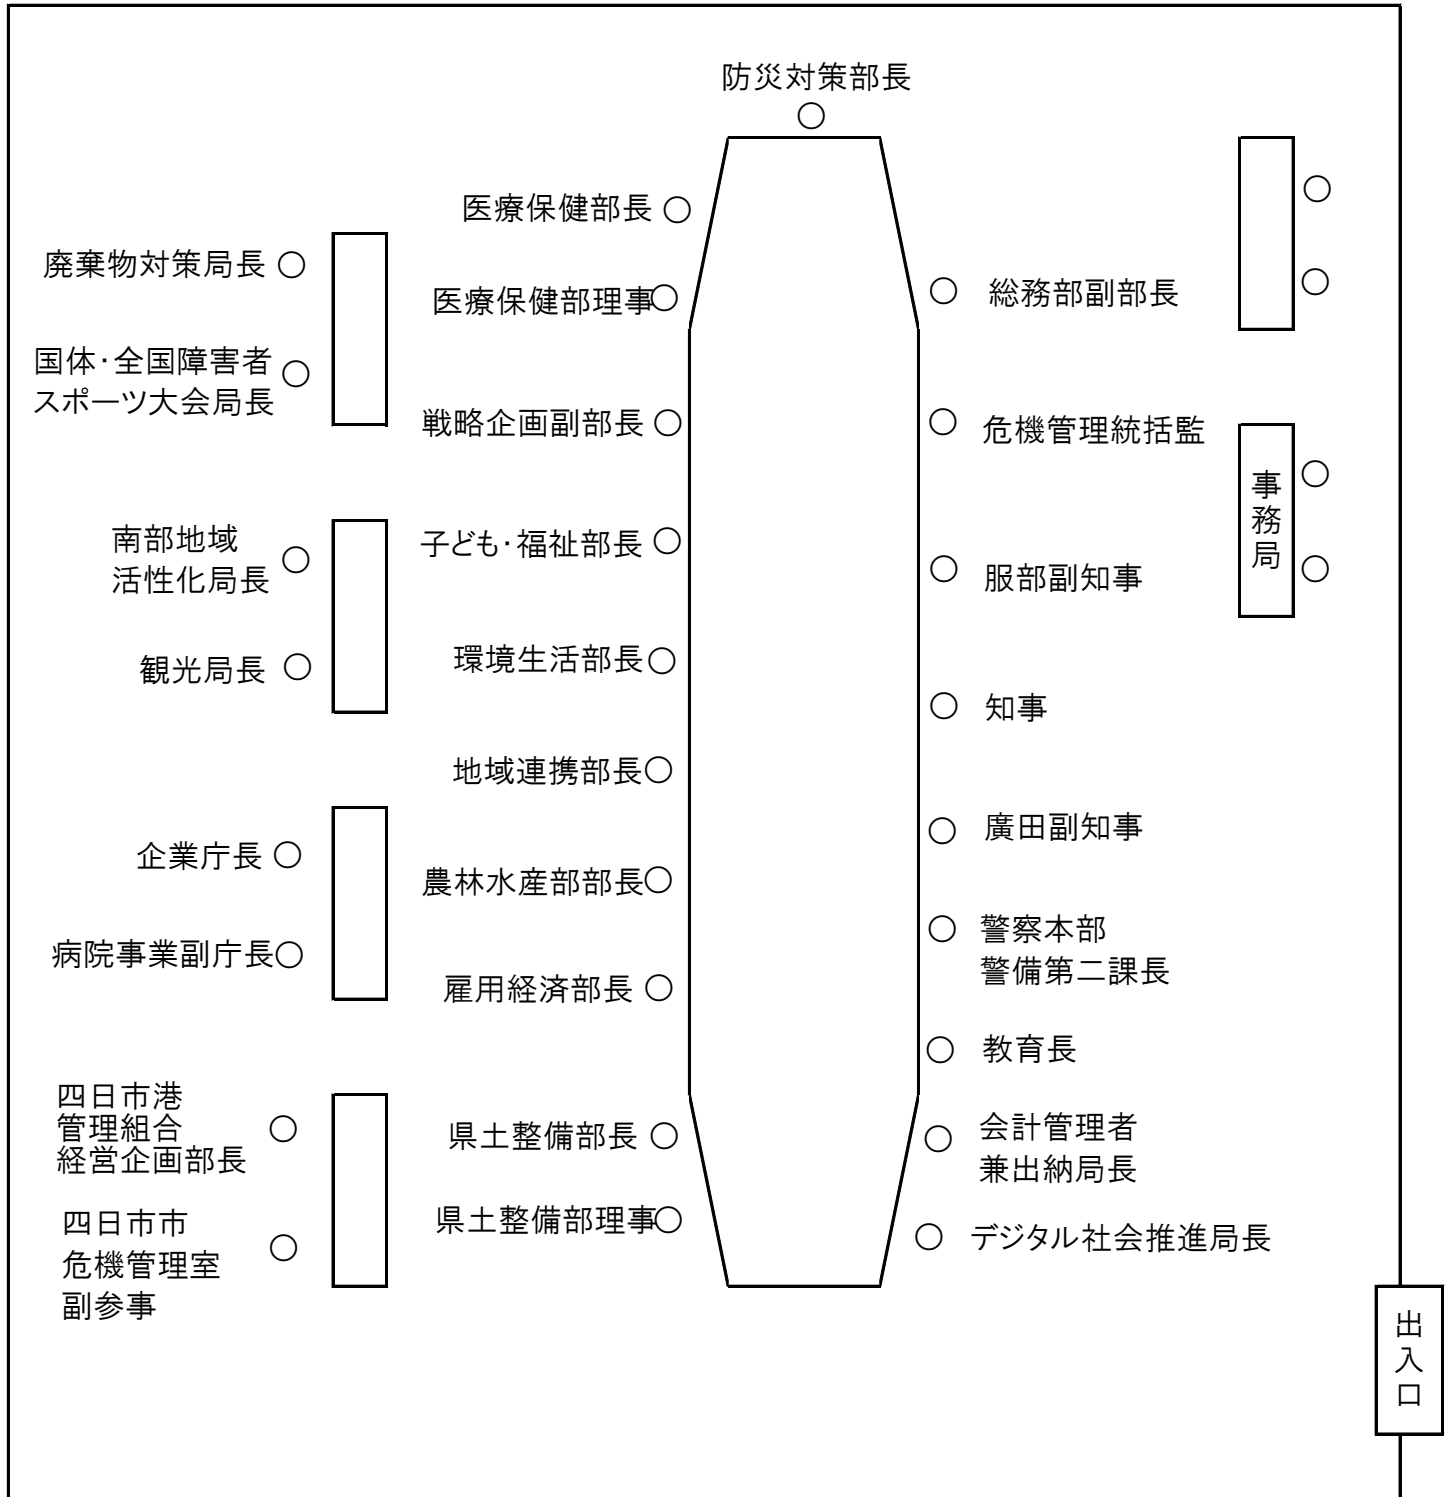 防災対策部長
医療保健部長
医療保健部理事
戦略企画副部長
子ども・福祉部長
環境生活部長
地域連携部長
農林水産部部長
雇用経済部長
県土整備部長
県土整備部理事
廃棄物対策局長
国体・全国障害者
スポーツ大会局長
南部地域
活性化局長
観光局長
企業庁長
病院事業副庁長
四日市港
管理組合
経営企画部長
四日市市
危機管理室
副参事
総務部副部長
危機管理統括監
服部副知事
知事
廣田副知事
警察本部
警備第二課長
教育長
会計管理者
兼出納局長
デジタル社会推進局長
事務局
出入口